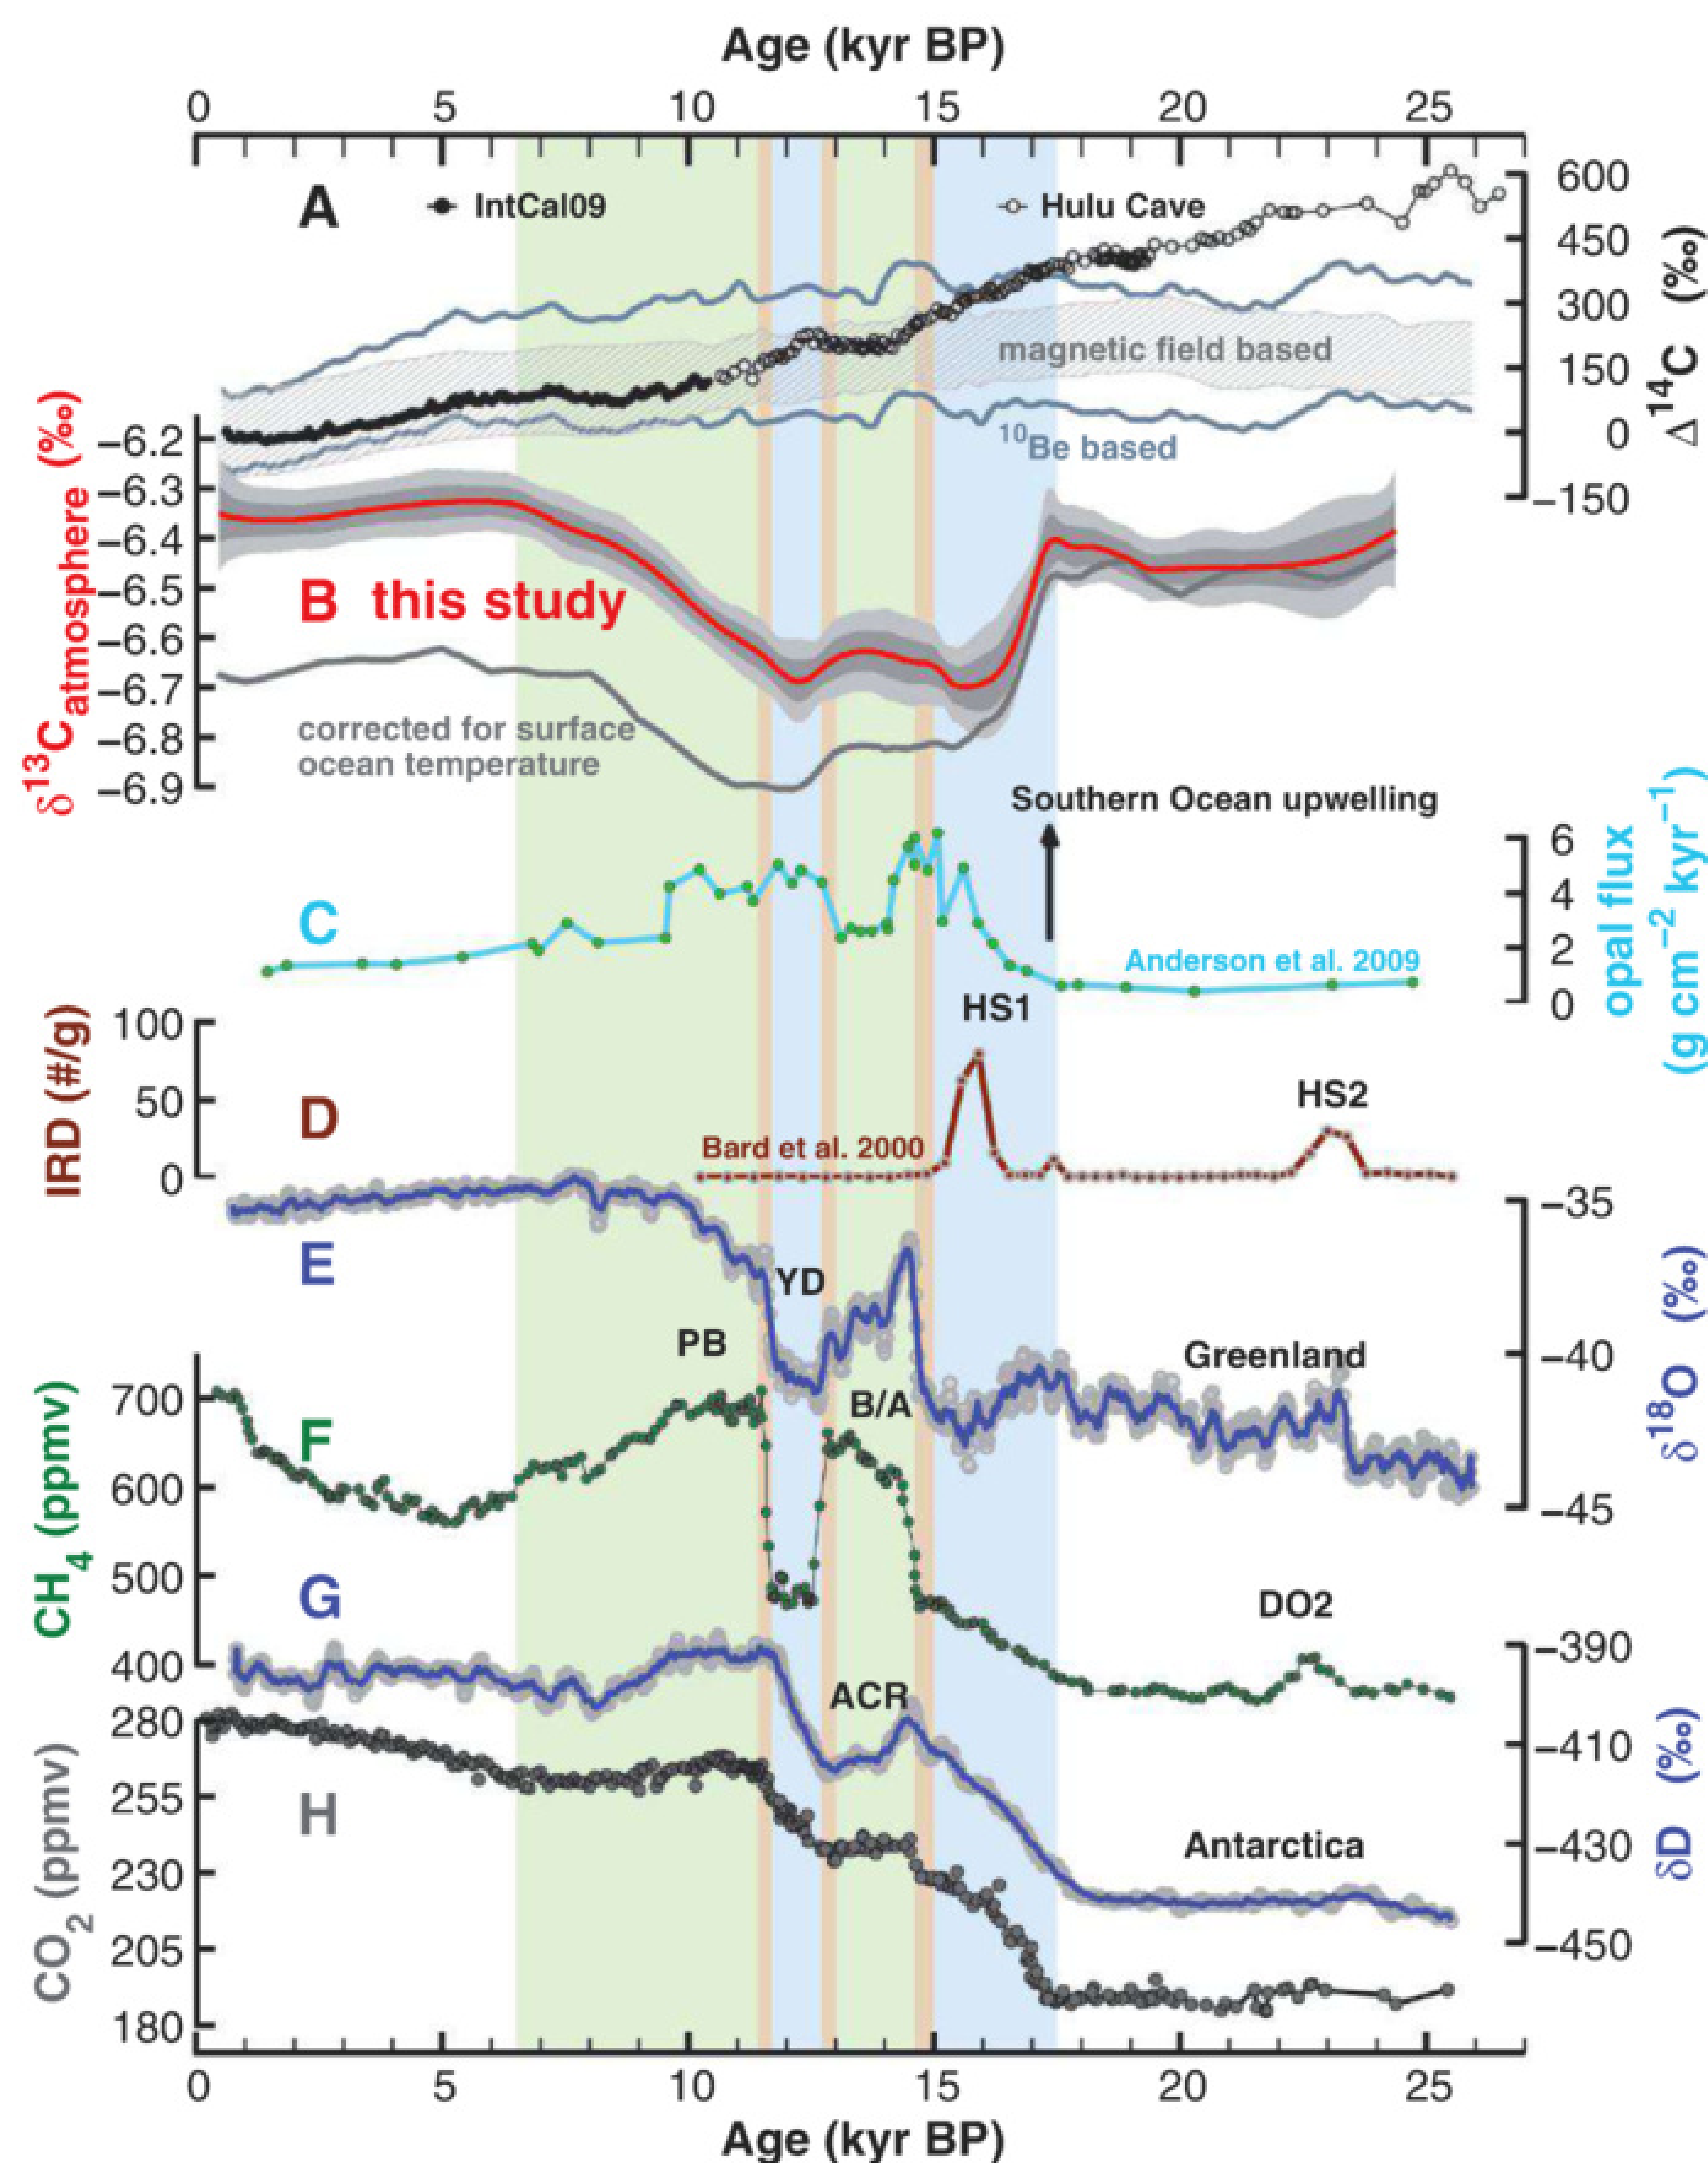 Age (kyr BP)
0 5 10 15 20 25
A IntCal09 Hulu Cave
600
450
300
150
0
−150
Δ¹⁴C (‰)
magnetic field based
¹⁰Be based
−6.2
−6.3
−6.4
−6.5
−6.6
−6.7
−6.8
−6.9
δ¹³C atmosphere (‰)
B this study
corrected for surface
ocean temperature
Southern Ocean upwelling
6
4
2
0
opal flux
(g cm⁻² kyr⁻¹)
C
Anderson et al. 2009
HS1
100
50
0
IRD (#/g)
D
HS2
Bard et al. 2000
−35
−40
−45
δ¹⁸O (‰)
E
YD
PB
Greenland
B/A
700
600
500
400
CH₄ (ppmv)
F
G
DO2
ACR
−390
−410
−430
−450
δD (‰)
280
255
230
205
180
CO₂ (ppmv)
H
Antarctica
0 5 10 15 20 25
Age (kyr BP)